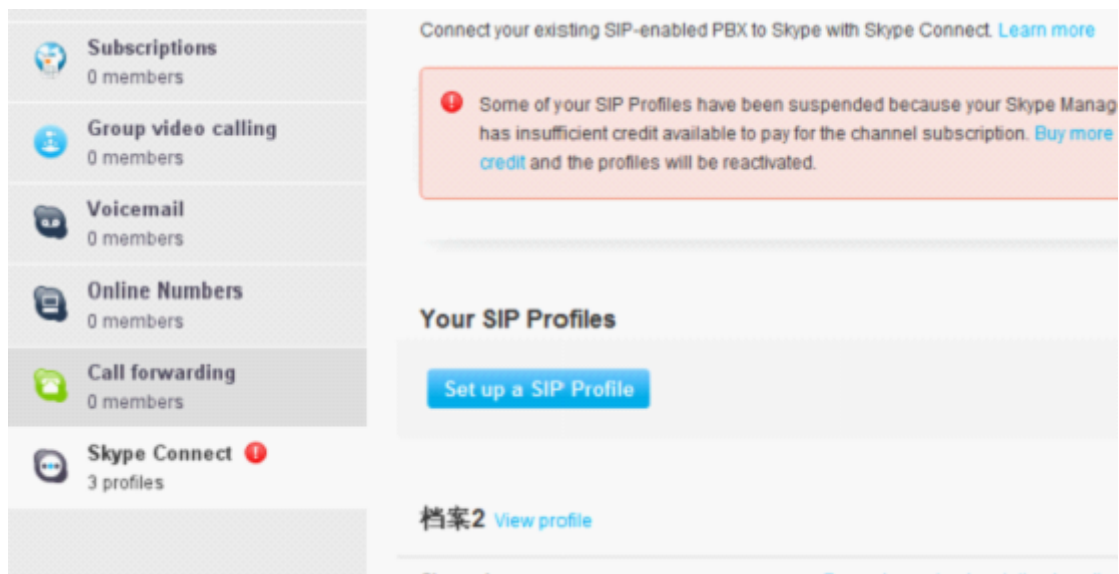 Subscriptions
0 members
Group video calling
0 members
Voicemail
0 members
Online Numbers
0 members
Call forwarding
0 members
Skype Connect
3 profiles
Connect your existing SIP-enabled PBX to Skype with Skype Connect. Learn more
Some of your SIP Profiles have been suspended because your Skype Manag
has insufficient credit available to pay for the channel subscription. Buy more
credit and the profiles will be reactivated.
Your SIP Profiles
Set up a SIP Profile
档案2 View profile